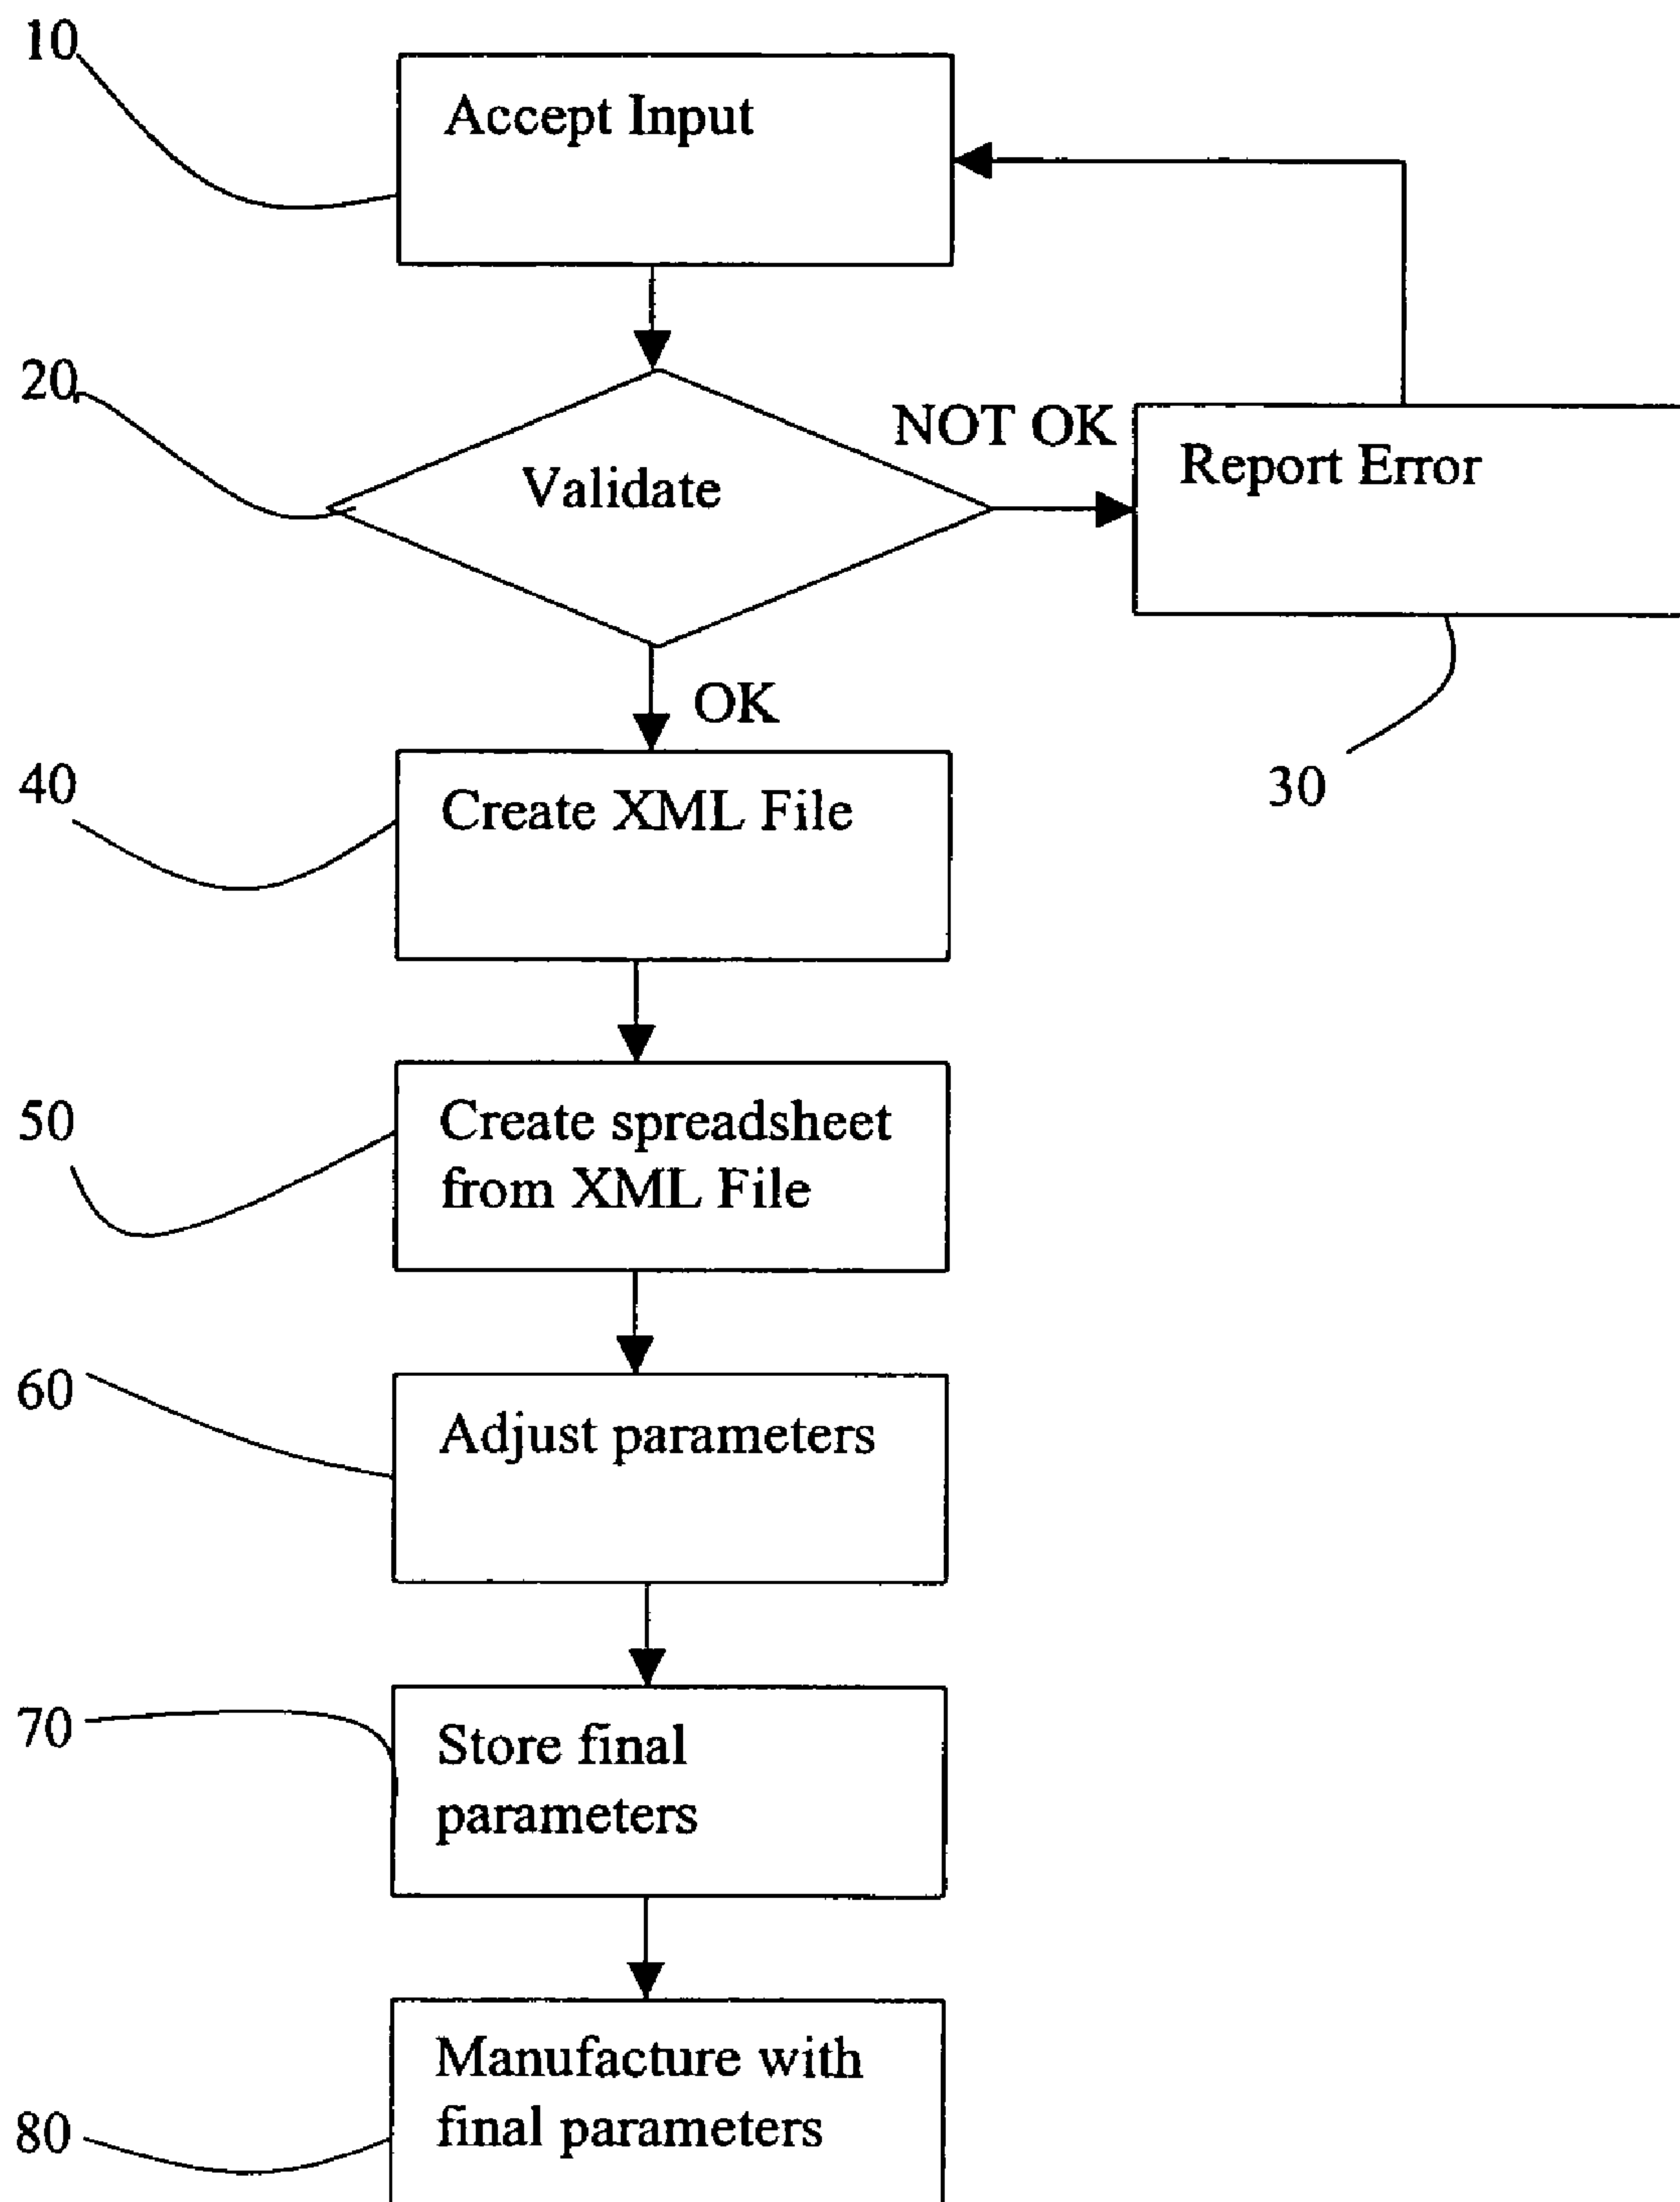 10
Accept Input
20
Validate
NOT OK
Report Error
OK
30
40
Create XML File
50
Create spreadsheet
from XML File
60
Adjust parameters
70
Store final
parameters
80
Manufacture with
final parameters